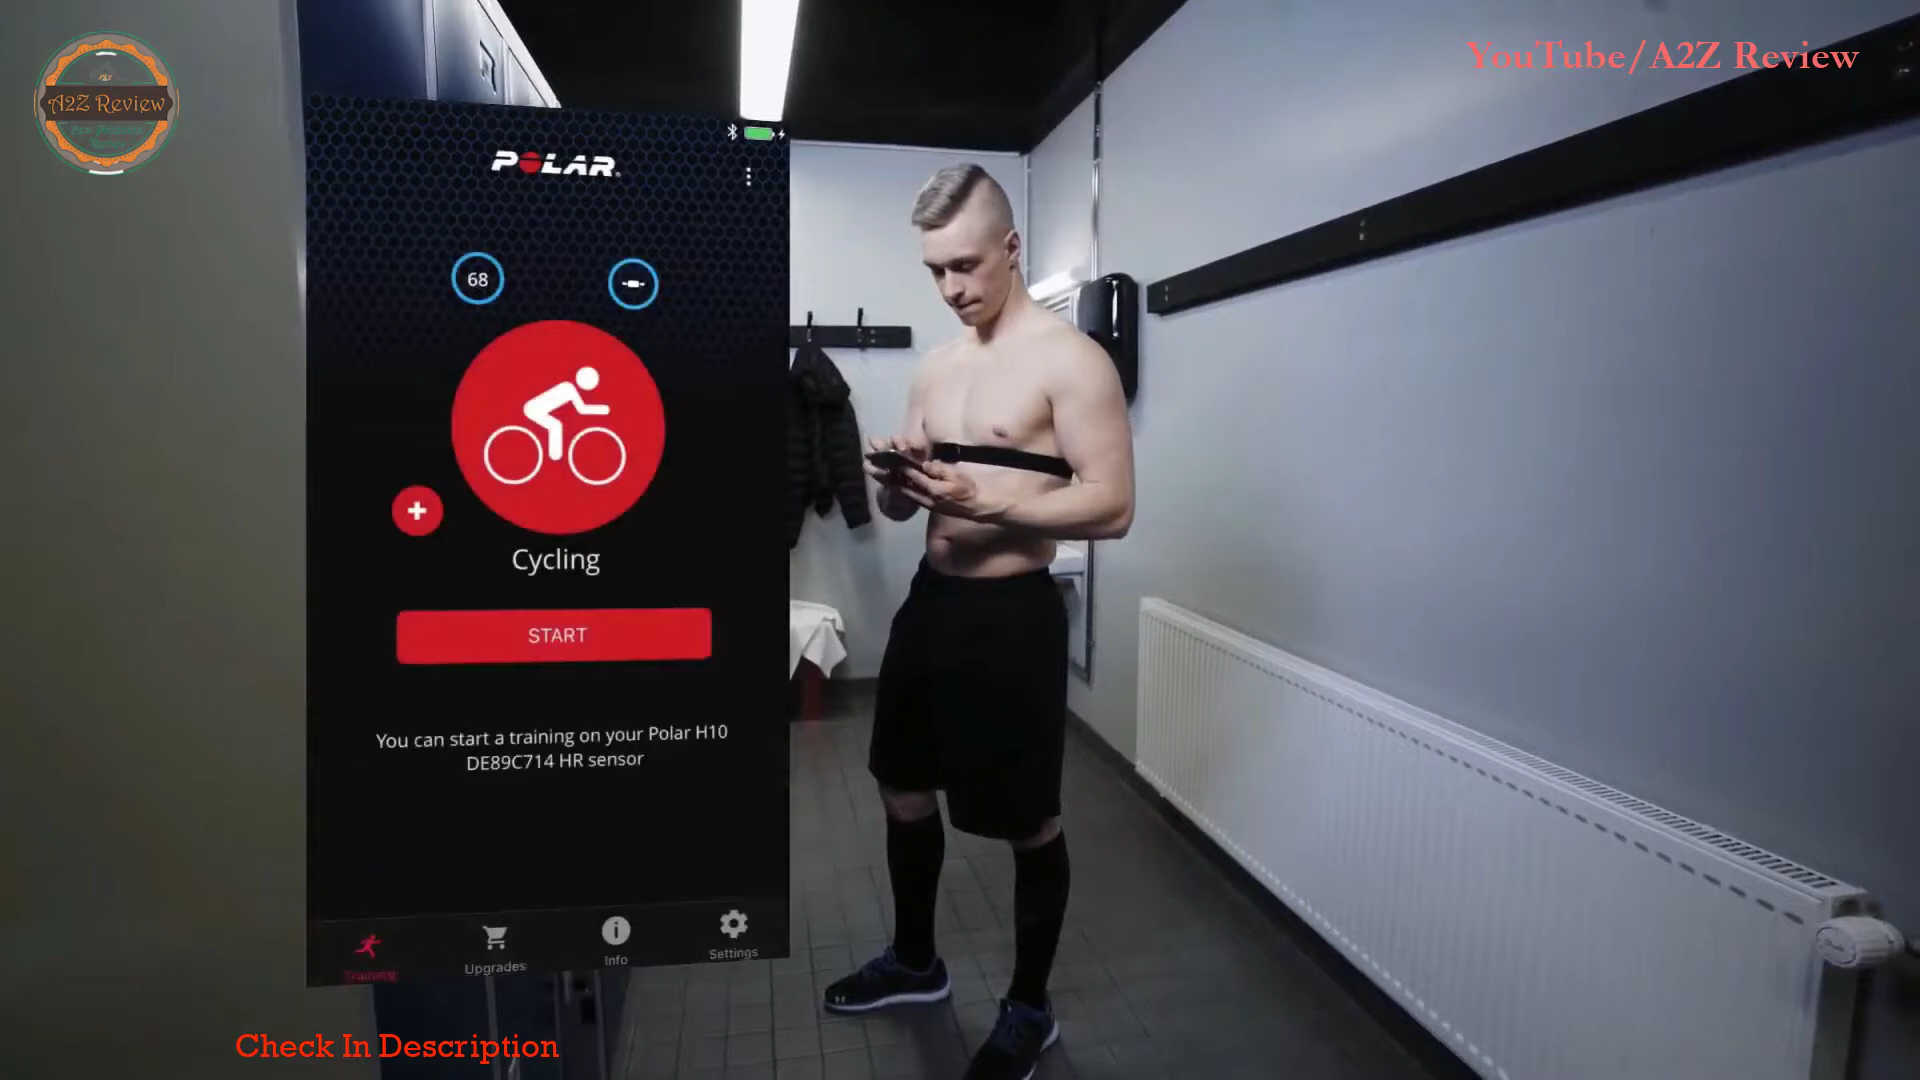 YouTube/A2Z Review
A2Z Review
POLAR
68
Cycling
START
You can start a training on your Polar H10
DE89C714 HR sensor
Training
Upgrades
Info
Settings
Check In Description